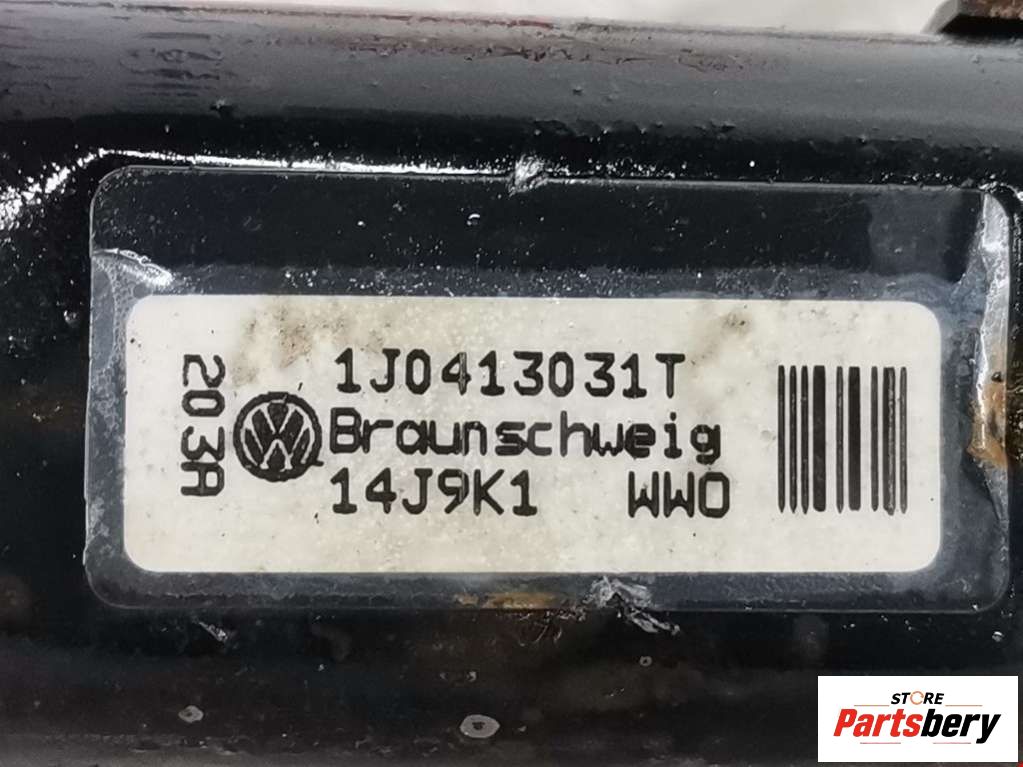 1J0413031T
203A
Braunschweig
14J9K1 WWO
STORE
Partsbery